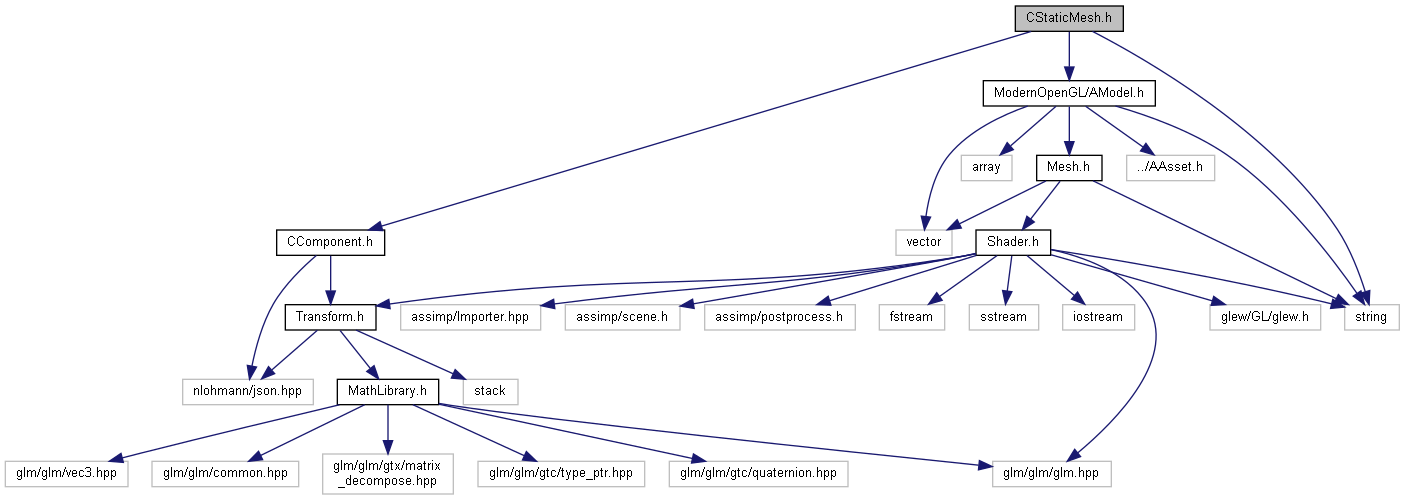 CStaticMesh.h
ModernOpenGL/AModel.h
array
Mesh.h
../AAsset.h
CComponent.h
vector
Shader.h
Transform.h
assimp/Importer.hpp
assimp/scene.h
assimp/postprocess.h
fstream
sstream
iostream
glew/GL/glew.h
string
nlohmann/json.hpp
MathLibrary.h
stack
glm/glm/vec3.hpp
glm/glm/common.hpp
glm/glm/gtx/matrix
_decompose.hpp
glm/glm/gtc/type_ptr.hpp
glm/glm/gtc/quaternion.hpp
glm/glm/glm.hpp